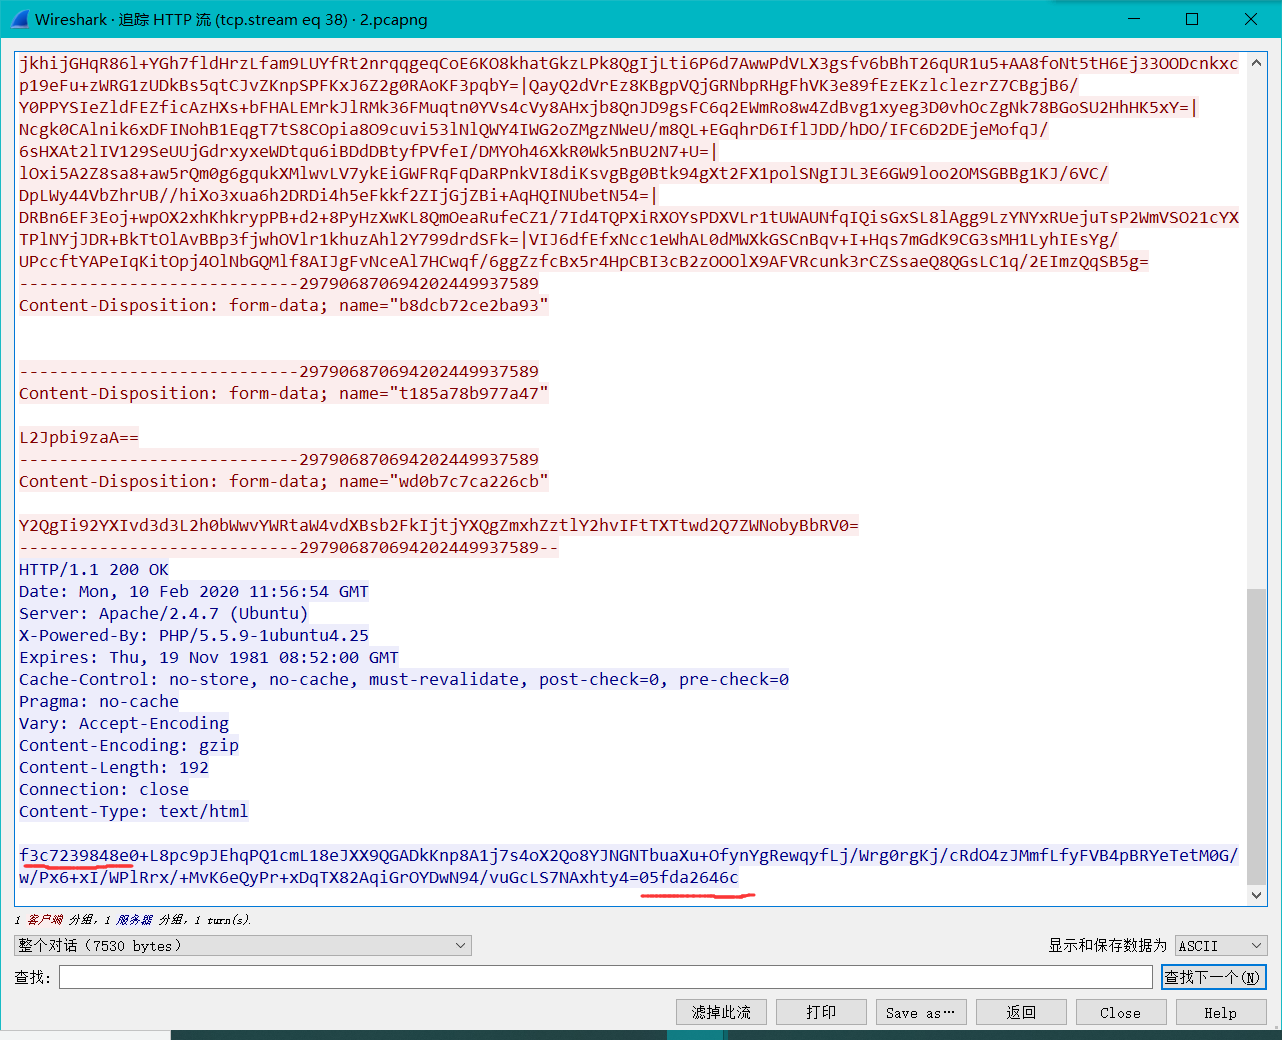 Wireshark · 追踪 HTTP 流 (tcp.stream eq 38) · 2.pcapng
jkhijGHqR86l+YGh7fldHrzLfam9LUYfRt2nrqqgeqCoE6KO8khatGkzLPk8QgIjLti6P6d7AwwPdVLX3gsfv6bBhT26qUR1u5+AA8foNt5tH6Ej33OODcnkxc
p19eFu+zWRG1zUDkBs5qtCJvZKnpSPFKxJ6Z2g0RAoKF3pqbY=|QayQ2dVrEz8KBgpVQjGRNbpRHgFhVK3e89fEzEKzlclezrZ7CBgjB6/
Y0PPYSIeZldFEZficAzHXs+bFHALEMrkJlRMk36FMuqtn0YVs4cVy8AHxjb8QnJD9gsFC6q2EWmRo8w4ZdBvg1xyeg3D0vhOcZgNk78BGoSU2HhHK5xY=|
Ncgk0CAlnik6xDFINohB1EqgT7tS8COpia8O9cuvi53lNlQWY4IWG2oZMgzNWeU/m8QL+EGqhrD6IflJDD/hDO/IFC6D2DEjeMofqJ/
6sHXAt2lIV129SeUUjGdrxyxeWDtqu6iBDdDBtyfPVfeI/DMYOh46XkR0Wk5nBU2N7+U=|
lOxi5A2Z8sa8+aw5rQm0g6gqukXMlwvLV7ykEiGWFRqFqDaRPnkVI8diKsvgBg0Btk94gXt2FX1polSNgIJL3E6GW9loo2OMSGBBg1KJ/6VC/
DpLWy44VbZhrUB//hiXo3xua6h2DRDi4h5eFkkf2ZIjGjZBi+AqHQINUbetN54=|
DRBn6EF3Eoj+wpOX2xhKhkrypPB+d2+8PyHzXwKL8QmOeaRufeCZ1/7Id4TQPXiRXOYsPDXVLr1tUWAUNfqIQisGxSL8lAgg9LzYNYxRUejuTsP2WmVSO21cYX
TPlNYjJDR+BkTtOlAvBBp3fjwhOVlr1khuzAhl2Y799drdSFk=|VIJ6dfEfxNcc1eWhAL0dMWXkGSCnBqv+I+Hqs7mGdK9CG3sMH1LyhIEsYg/
UPccftYAPeIqKitOpj4OlNbGQMlf8AIJgFvNceAl7HCwqf/6ggZzfcBx5r4HpCBI3cB2zOOOlX9AFVRcunk3rCZSsaeQ8QGsLC1q/2EImzQqSB5g=
----------------------------297906870694202449937589
Content-Disposition: form-data; name="b8dcb72ce2ba93"
----------------------------297906870694202449937589
Content-Disposition: form-data; name="t185a78b977a47"
L2Jpbi9zaA==
----------------------------297906870694202449937589
Content-Disposition: form-data; name="wd0b7c7ca226cb"
Y2QgIi92YXIvd3d3L2h0bWwvYWRtaW4vdXBsb2FkIjtjYXQgZmxhZztlY2hvIFtTXTtwd2Q7ZWNobyBbRV0=
----------------------------297906870694202449937589--
HTTP/1.1 200 OK
Date: Mon, 10 Feb 2020 11:56:54 GMT
Server: Apache/2.4.7 (Ubuntu)
X-Powered-By: PHP/5.5.9-1ubuntu4.25
Expires: Thu, 19 Nov 1981 08:52:00 GMT
Cache-Control: no-store, no-cache, must-revalidate, post-check=0, pre-check=0
Pragma: no-cache
Vary: Accept-Encoding
Content-Encoding: gzip
Content-Length: 192
Connection: close
Content-Type: text/html
f3c7239848e0+L8pc9pJEhqPQ1cmL18eJXX9QGADkKnp8A1j7s4oX2Qo8YJNGNTbuaXu+OfynYgRewqyfLj/Wrg0rgKj/cRdO4zJMmfLfyFVB4pBRYeTetM0G/
w/Px6+xI/WPlRrx/+MvK6eQyPr+xDqTX82AqiGrOYDwN94/vuGcLS7NAxhty4=05fda2646c
1 客户端 分组, 1 服务器 分组, 1 turn(s).
整个对话 (7530 bytes)
显示和保存数据为 ASCII
查找:
查找下一个(N)
滤掉此流 打印 Save as… 返回 Close Help